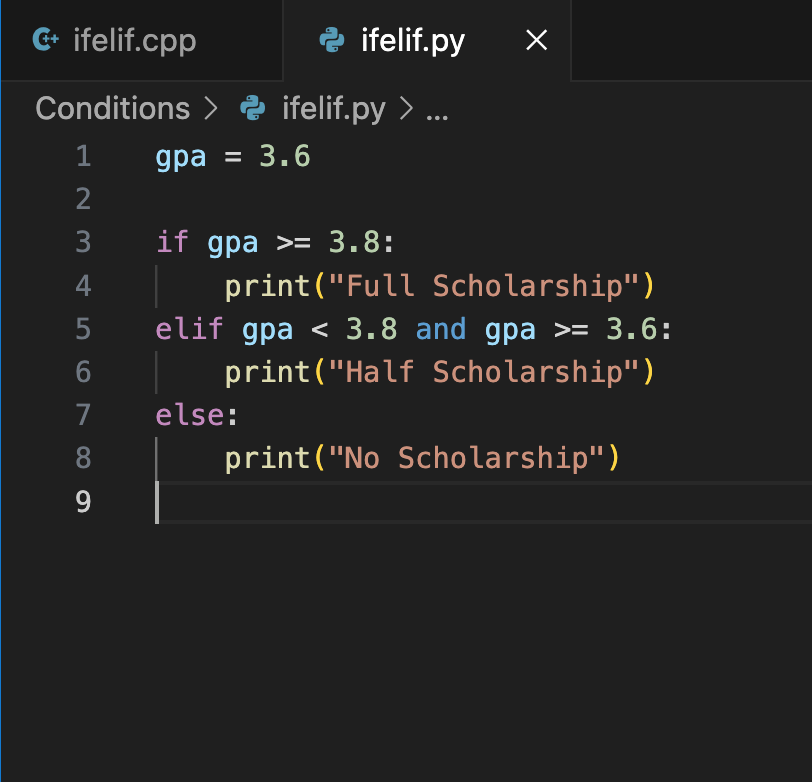 ifelif.cpp ifelif.py
Conditions > ifelif.py > ...
1 gpa = 3.6
2
3 if gpa >= 3.8:
4     print("Full Scholarship")
5 elif gpa < 3.8 and gpa >= 3.6:
6     print("Half Scholarship")
7 else:
8     print("No Scholarship")
9